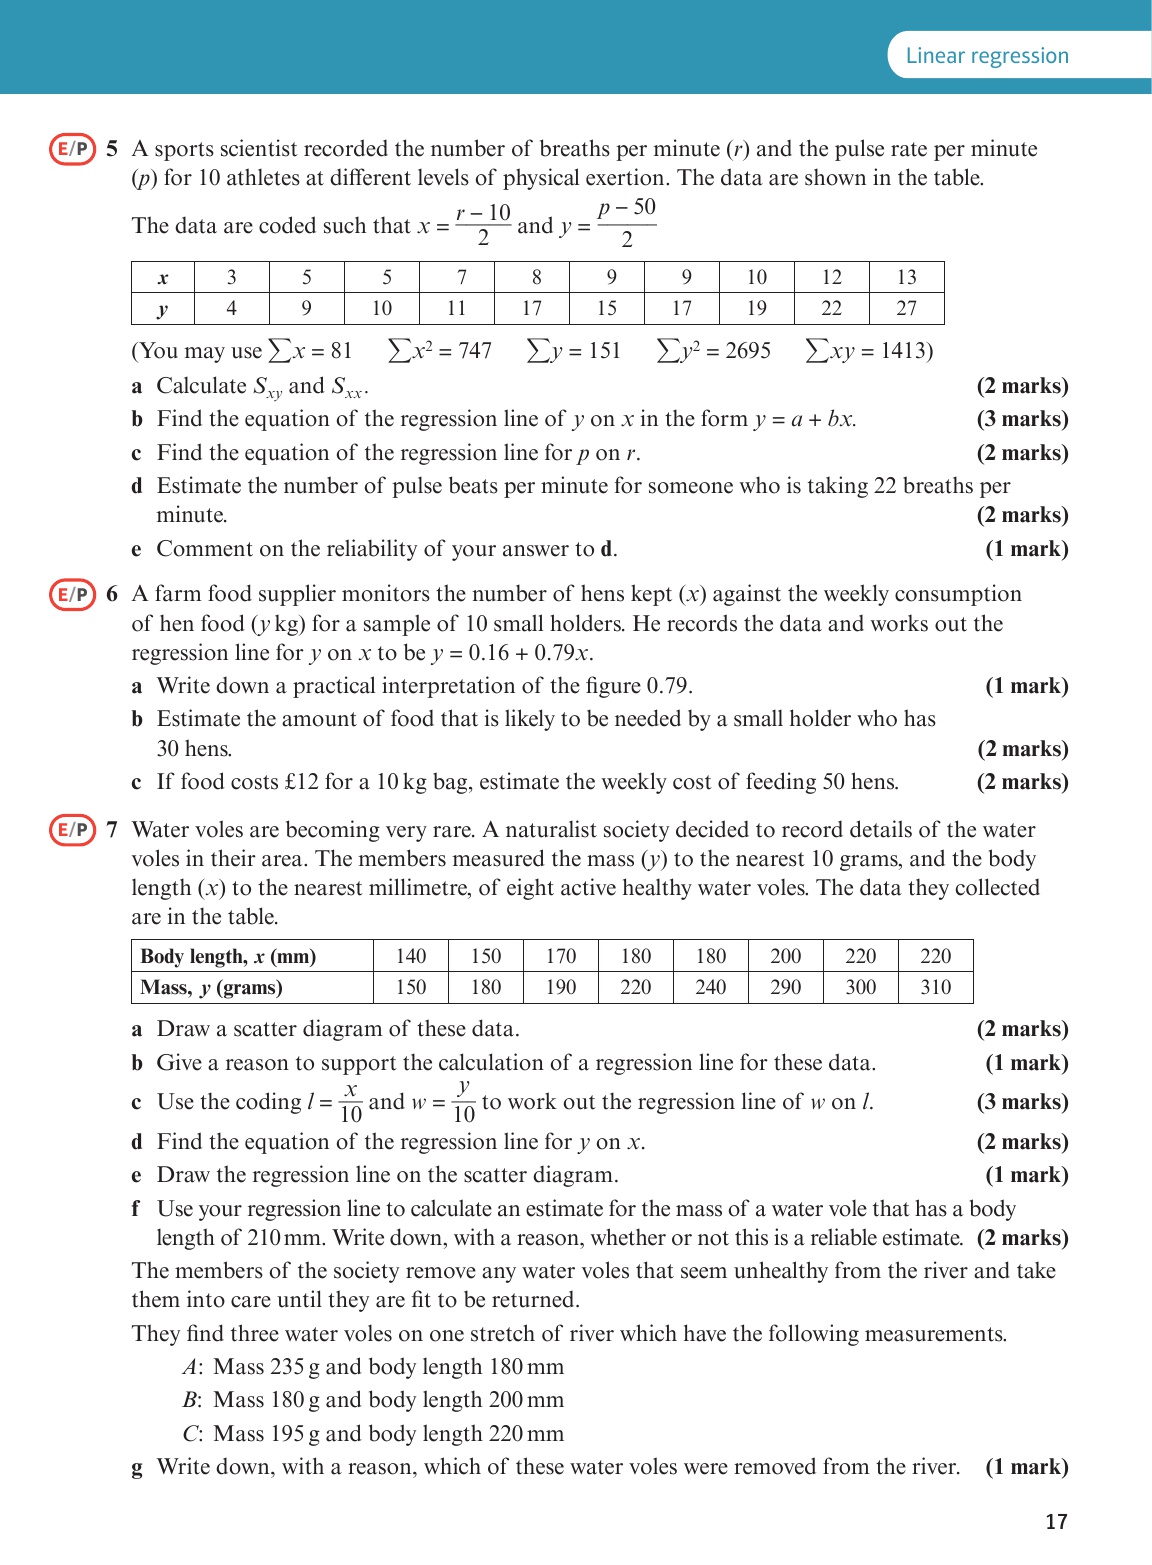 Linear regression
E/P 5 A sports scientist recorded the number of breaths per minute (r) and the pulse rate per minute
(p) for 10 athletes at different levels of physical exertion. The data are shown in the table.
The data are coded such that x = (r − 10)/2 and y = (p − 50)/2
x 3 5 5 7 8 9 9 10 12 13
y 4 9 10 11 17 15 17 19 22 27
(You may use ∑x = 81 ∑x² = 747 ∑y = 151 ∑y² = 2695 ∑xy = 1413)
a Calculate Sxy and Sxx. (2 marks)
b Find the equation of the regression line of y on x in the form y = a + bx. (3 marks)
c Find the equation of the regression line for p on r. (2 marks)
d Estimate the number of pulse beats per minute for someone who is taking 22 breaths per
minute. (2 marks)
e Comment on the reliability of your answer to d. (1 mark)
E/P 6 A farm food supplier monitors the number of hens kept (x) against the weekly consumption
of hen food (y kg) for a sample of 10 small holders. He records the data and works out the
regression line for y on x to be y = 0.16 + 0.79x.
a Write down a practical interpretation of the figure 0.79. (1 mark)
b Estimate the amount of food that is likely to be needed by a small holder who has
30 hens. (2 marks)
c If food costs £12 for a 10 kg bag, estimate the weekly cost of feeding 50 hens. (2 marks)
E/P 7 Water voles are becoming very rare. A naturalist society decided to record details of the water
voles in their area. The members measured the mass (y) to the nearest 10 grams, and the body
length (x) to the nearest millimetre, of eight active healthy water voles. The data they collected
are in the table.
Body length, x (mm) 140 150 170 180 180 200 220 220
Mass, y (grams) 150 180 190 220 240 290 300 310
a Draw a scatter diagram of these data. (2 marks)
b Give a reason to support the calculation of a regression line for these data. (1 mark)
c Use the coding l = x/10 and w = y/10 to work out the regression line of w on l. (3 marks)
d Find the equation of the regression line for y on x. (2 marks)
e Draw the regression line on the scatter diagram. (1 mark)
f Use your regression line to calculate an estimate for the mass of a water vole that has a body
length of 210 mm. Write down, with a reason, whether or not this is a reliable estimate. (2 marks)
The members of the society remove any water voles that seem unhealthy from the river and take
them into care until they are fit to be returned.
They find three water voles on one stretch of river which have the following measurements.
A: Mass 235 g and body length 180 mm
B: Mass 180 g and body length 200 mm
C: Mass 195 g and body length 220 mm
g Write down, with a reason, which of these water voles were removed from the river. (1 mark)
17